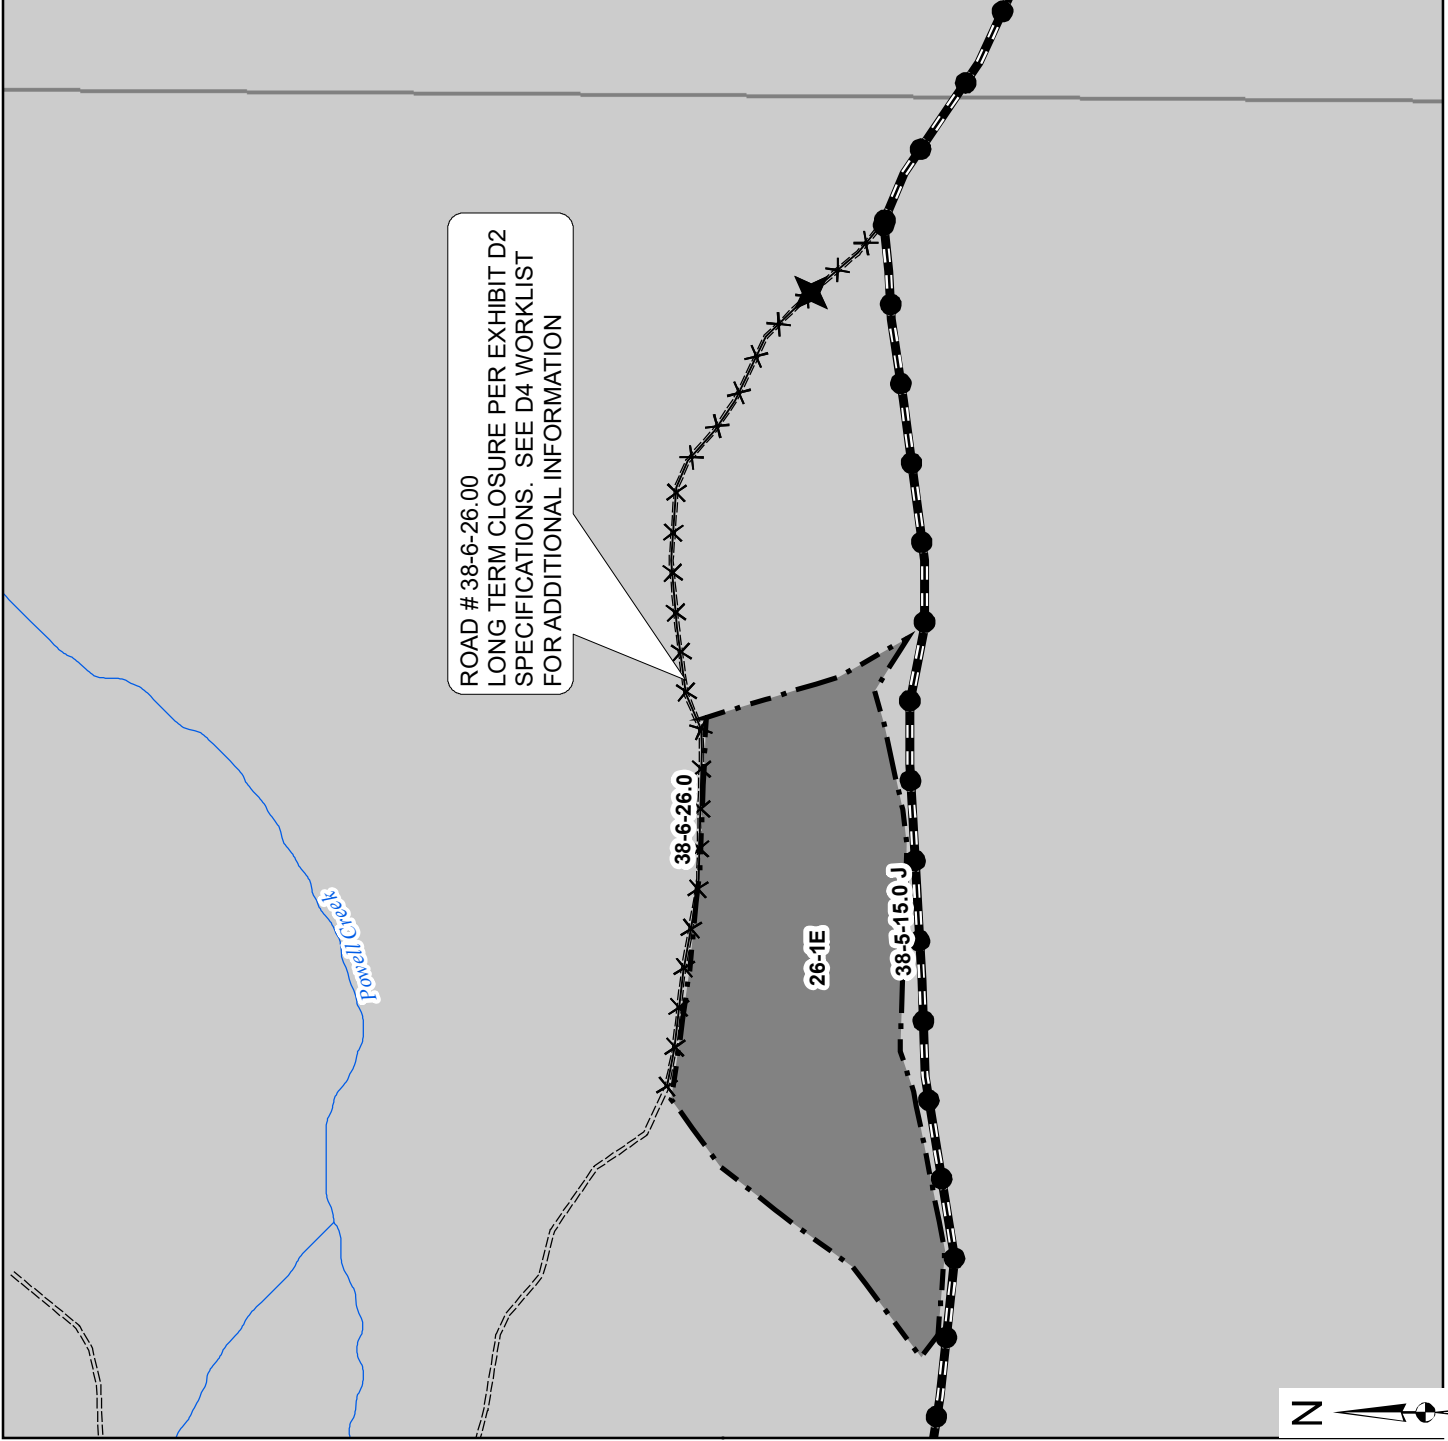 ROAD # 38-6-26.00
LONG TERM CLOSURE PER EXHIBIT D2
SPECIFICATIONS. SEE D4 WORKLIST
FOR ADDITIONAL INFORMATION
Powell Creek
38-6-26.0
26-1E
38-5-15.0 J
N